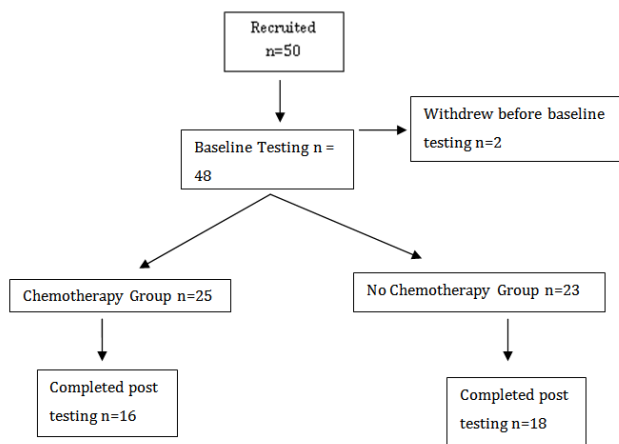 Recruited
n=50
Withdrew before baseline
testing n=2
Baseline Testing n =
48
Chemotherapy Group n=25
No Chemotherapy Group n=23
Completed post
testing n=16
Completed post
testing n=18